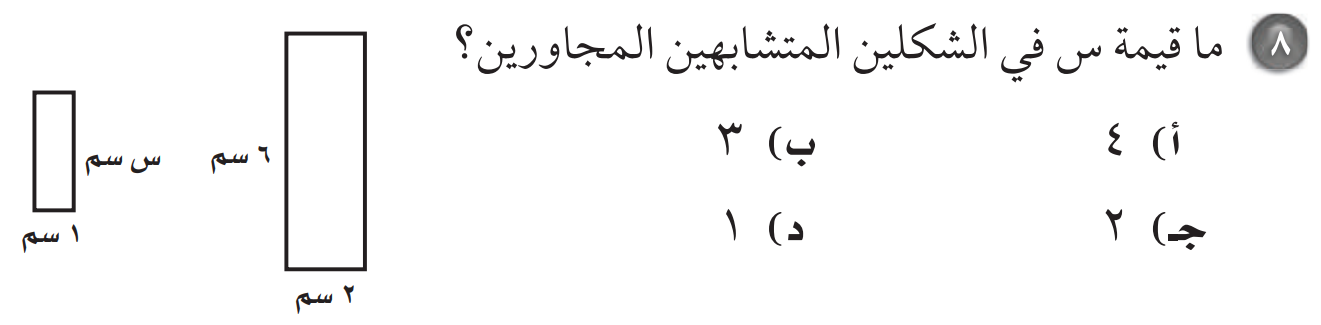 ٨ ما قيمة س في الشكلين المتشابهين المجاورين؟
أ) ٤ ب) ٣
جـ) ٢ د) ١
٦ سم س سم
٢ سم ١ سم